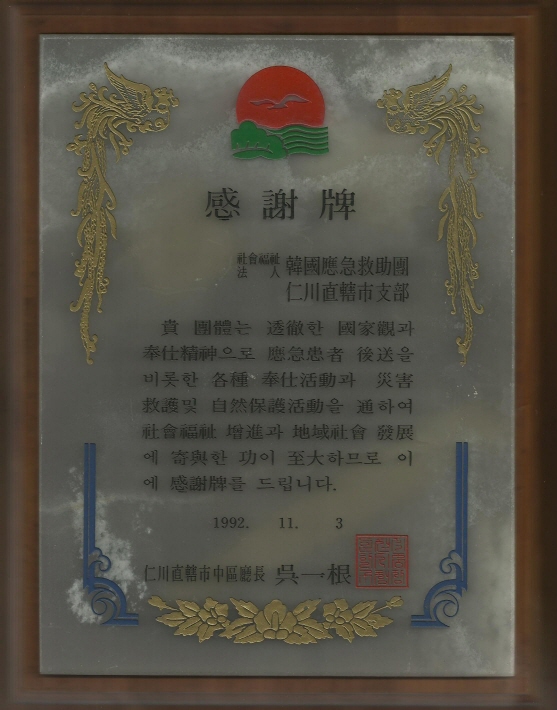 感謝牌
社會福祉
法人 韓國應急救助團
仁川直轄市支部
貴 團體는 透徹한 國家觀과
奉仕精神으로 應急患者 後送을
비롯한 各種 奉仕活動과 災害
救護및 自然保護活動을 通하여
社會福祉 增進과 地域社會 發展
에 寄與한 功이 至大하므로 이
에 感謝牌를 드립니다.
1992. 11. 3
仁川直轄市中區廳長 吳一根